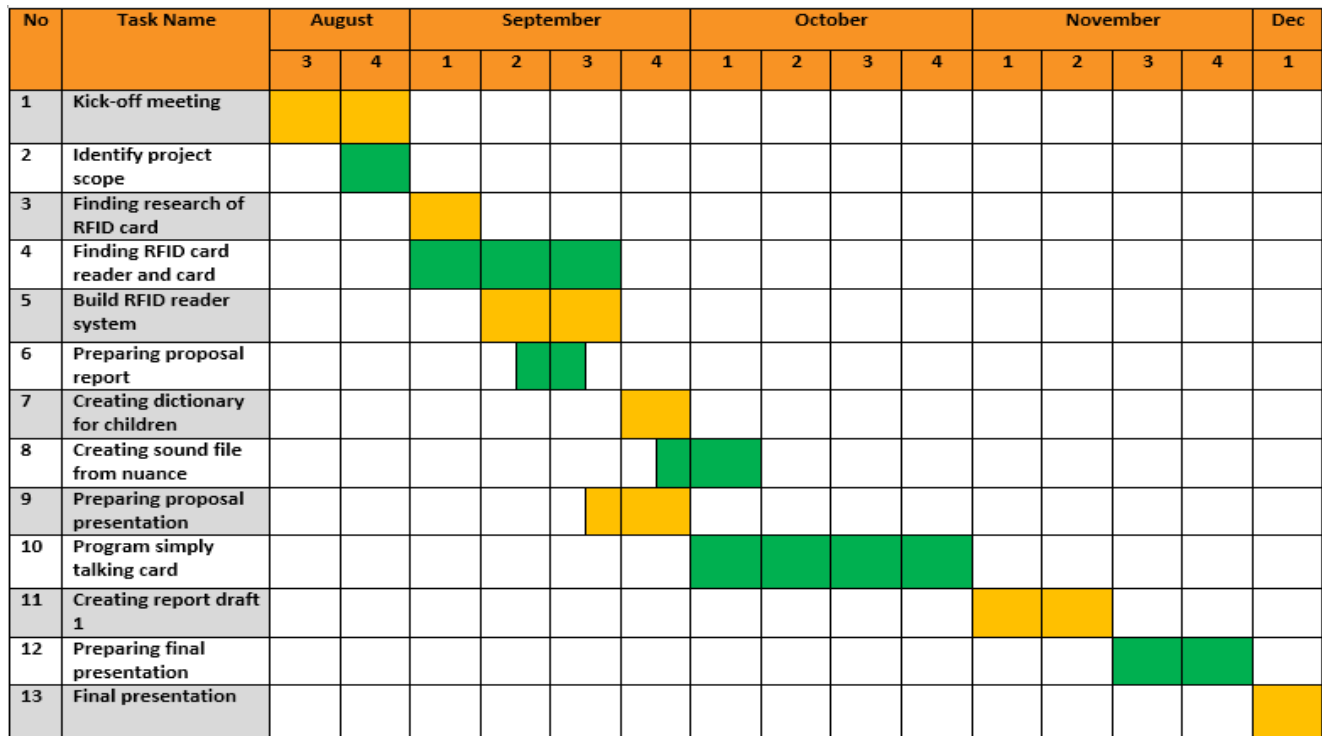 No Task Name August September October November Dec
3 4 1 2 3 4 1 2 3 4 1 2 3 4 1
1 Kick-off meeting
2 Identify project
scope
3 Finding research of
RFID card
4 Finding RFID card
reader and card
5 Build RFID reader
system
6 Preparing proposal
report
7 Creating dictionary
for children
8 Creating sound file
from nuance
9 Preparing proposal
presentation
10 Program simply
talking card
11 Creating report draft
1
12 Preparing final
presentation
13 Final presentation